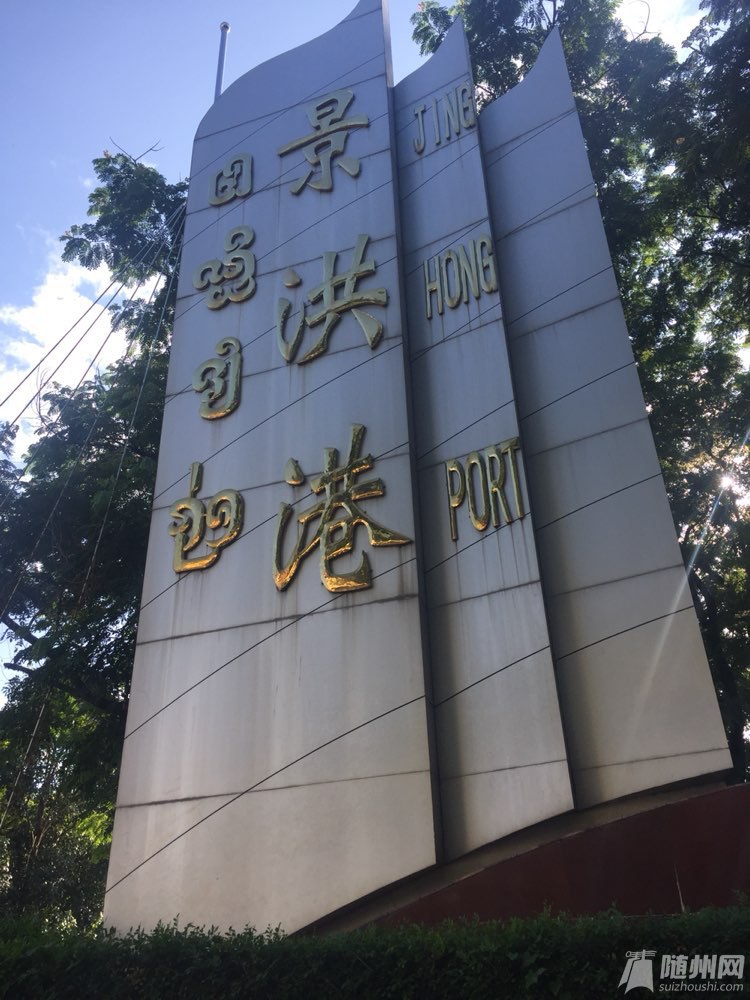 景洪港
JING HONG PORT
随州网
suizhoushi.com